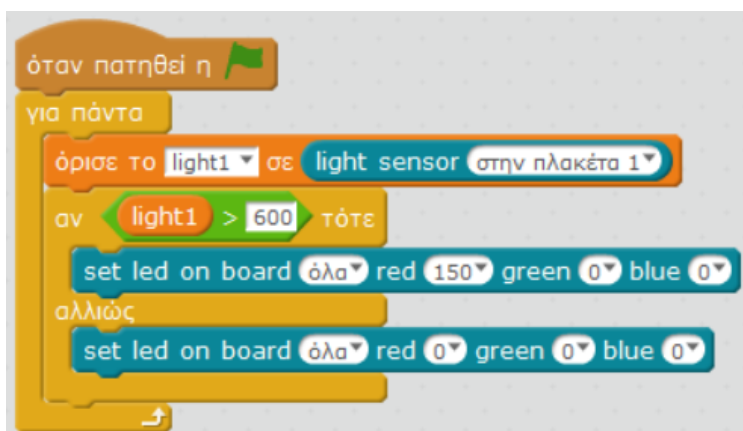 όταν πατηθεί η
για πάντα
όρισε το light1 σε light sensor στην πλακέτα 1
αν light1 > 600 τότε
set led on board όλα red 150 green 0 blue 0
αλλιώς
set led on board όλα red 0 green 0 blue 0